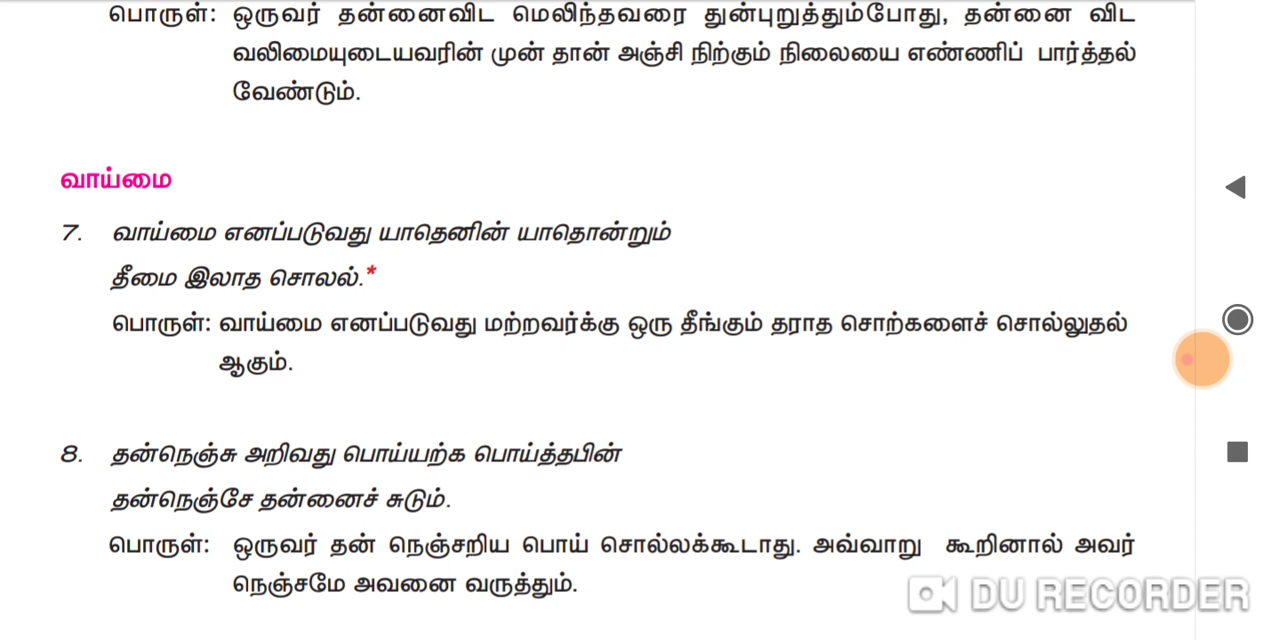 பொருள்: ஒருவர் தன்னைவிட மெலிந்தவரை துன்புறுத்தும்போது, தன்னை விட
வலிமையுடையவரின் முன் தான் அஞ்சி நிற்கும் நிலையை எண்ணிப் பார்த்தல்
வேண்டும்.
வாய்மை
7. வாய்மை எனப்படுவது யாதெனின் யாதொன்றும்
தீமை இலாத சொலல்.*
பொருள்: வாய்மை எனப்படுவது மற்றவர்க்கு ஒரு தீங்கும் தராத சொற்களைச் சொல்லுதல்
ஆகும்.
8. தன்நெஞ்சு அறிவது பொய்யற்க பொய்த்தபின்
தன்நெஞ்சே தன்னைச் சுடும்.
பொருள்: ஒருவர் தன் நெஞ்சறிய பொய் சொல்லக்கூடாது. அவ்வாறு கூறினால் அவர்
நெஞ்சமே அவனை வருத்தும்.
DU RECORDER